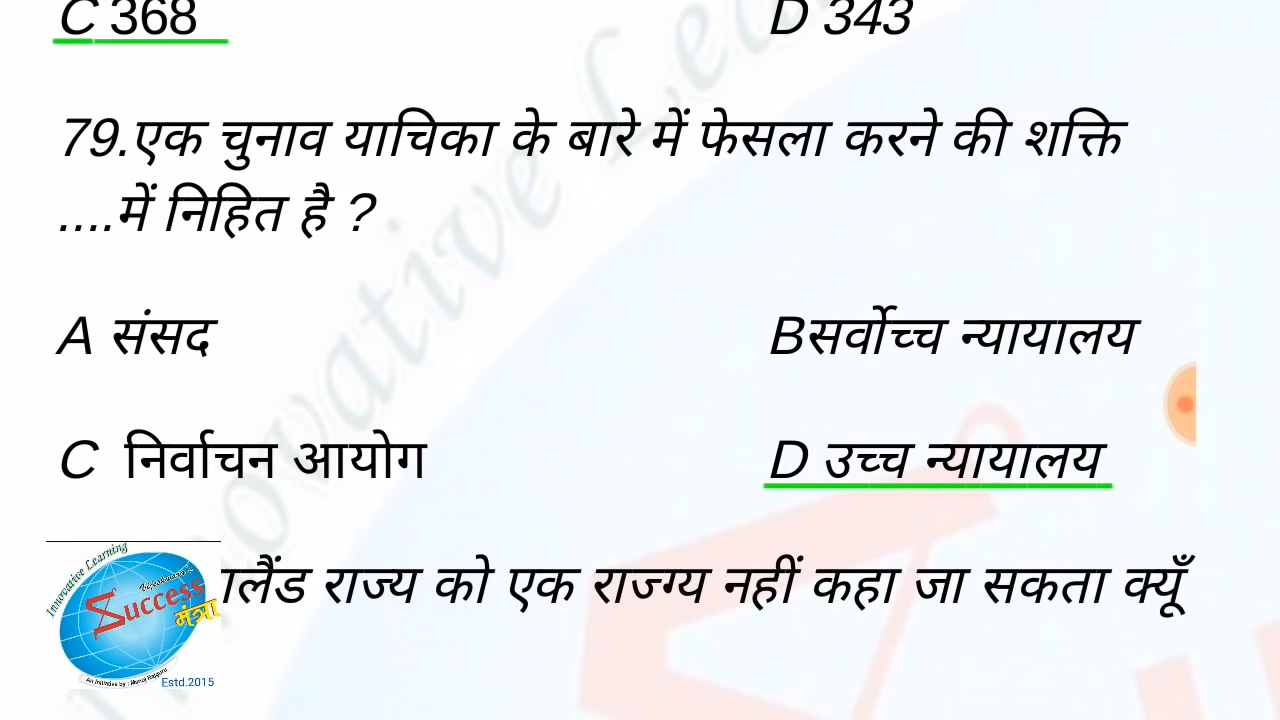 C 368 D 343
79.एक चुनाव याचिका के बारे में फेसला करने की शक्ति
....में निहित है ?
A संसद Bसर्वोच्च न्यायालय
C निर्वाचन आयोग D उच्च न्यायालय
राज्य को एक राज्ग्य नहीं कहा जा सकता क्यूँ
Innovative Learning
Success
मंत्रा
Estd.2015